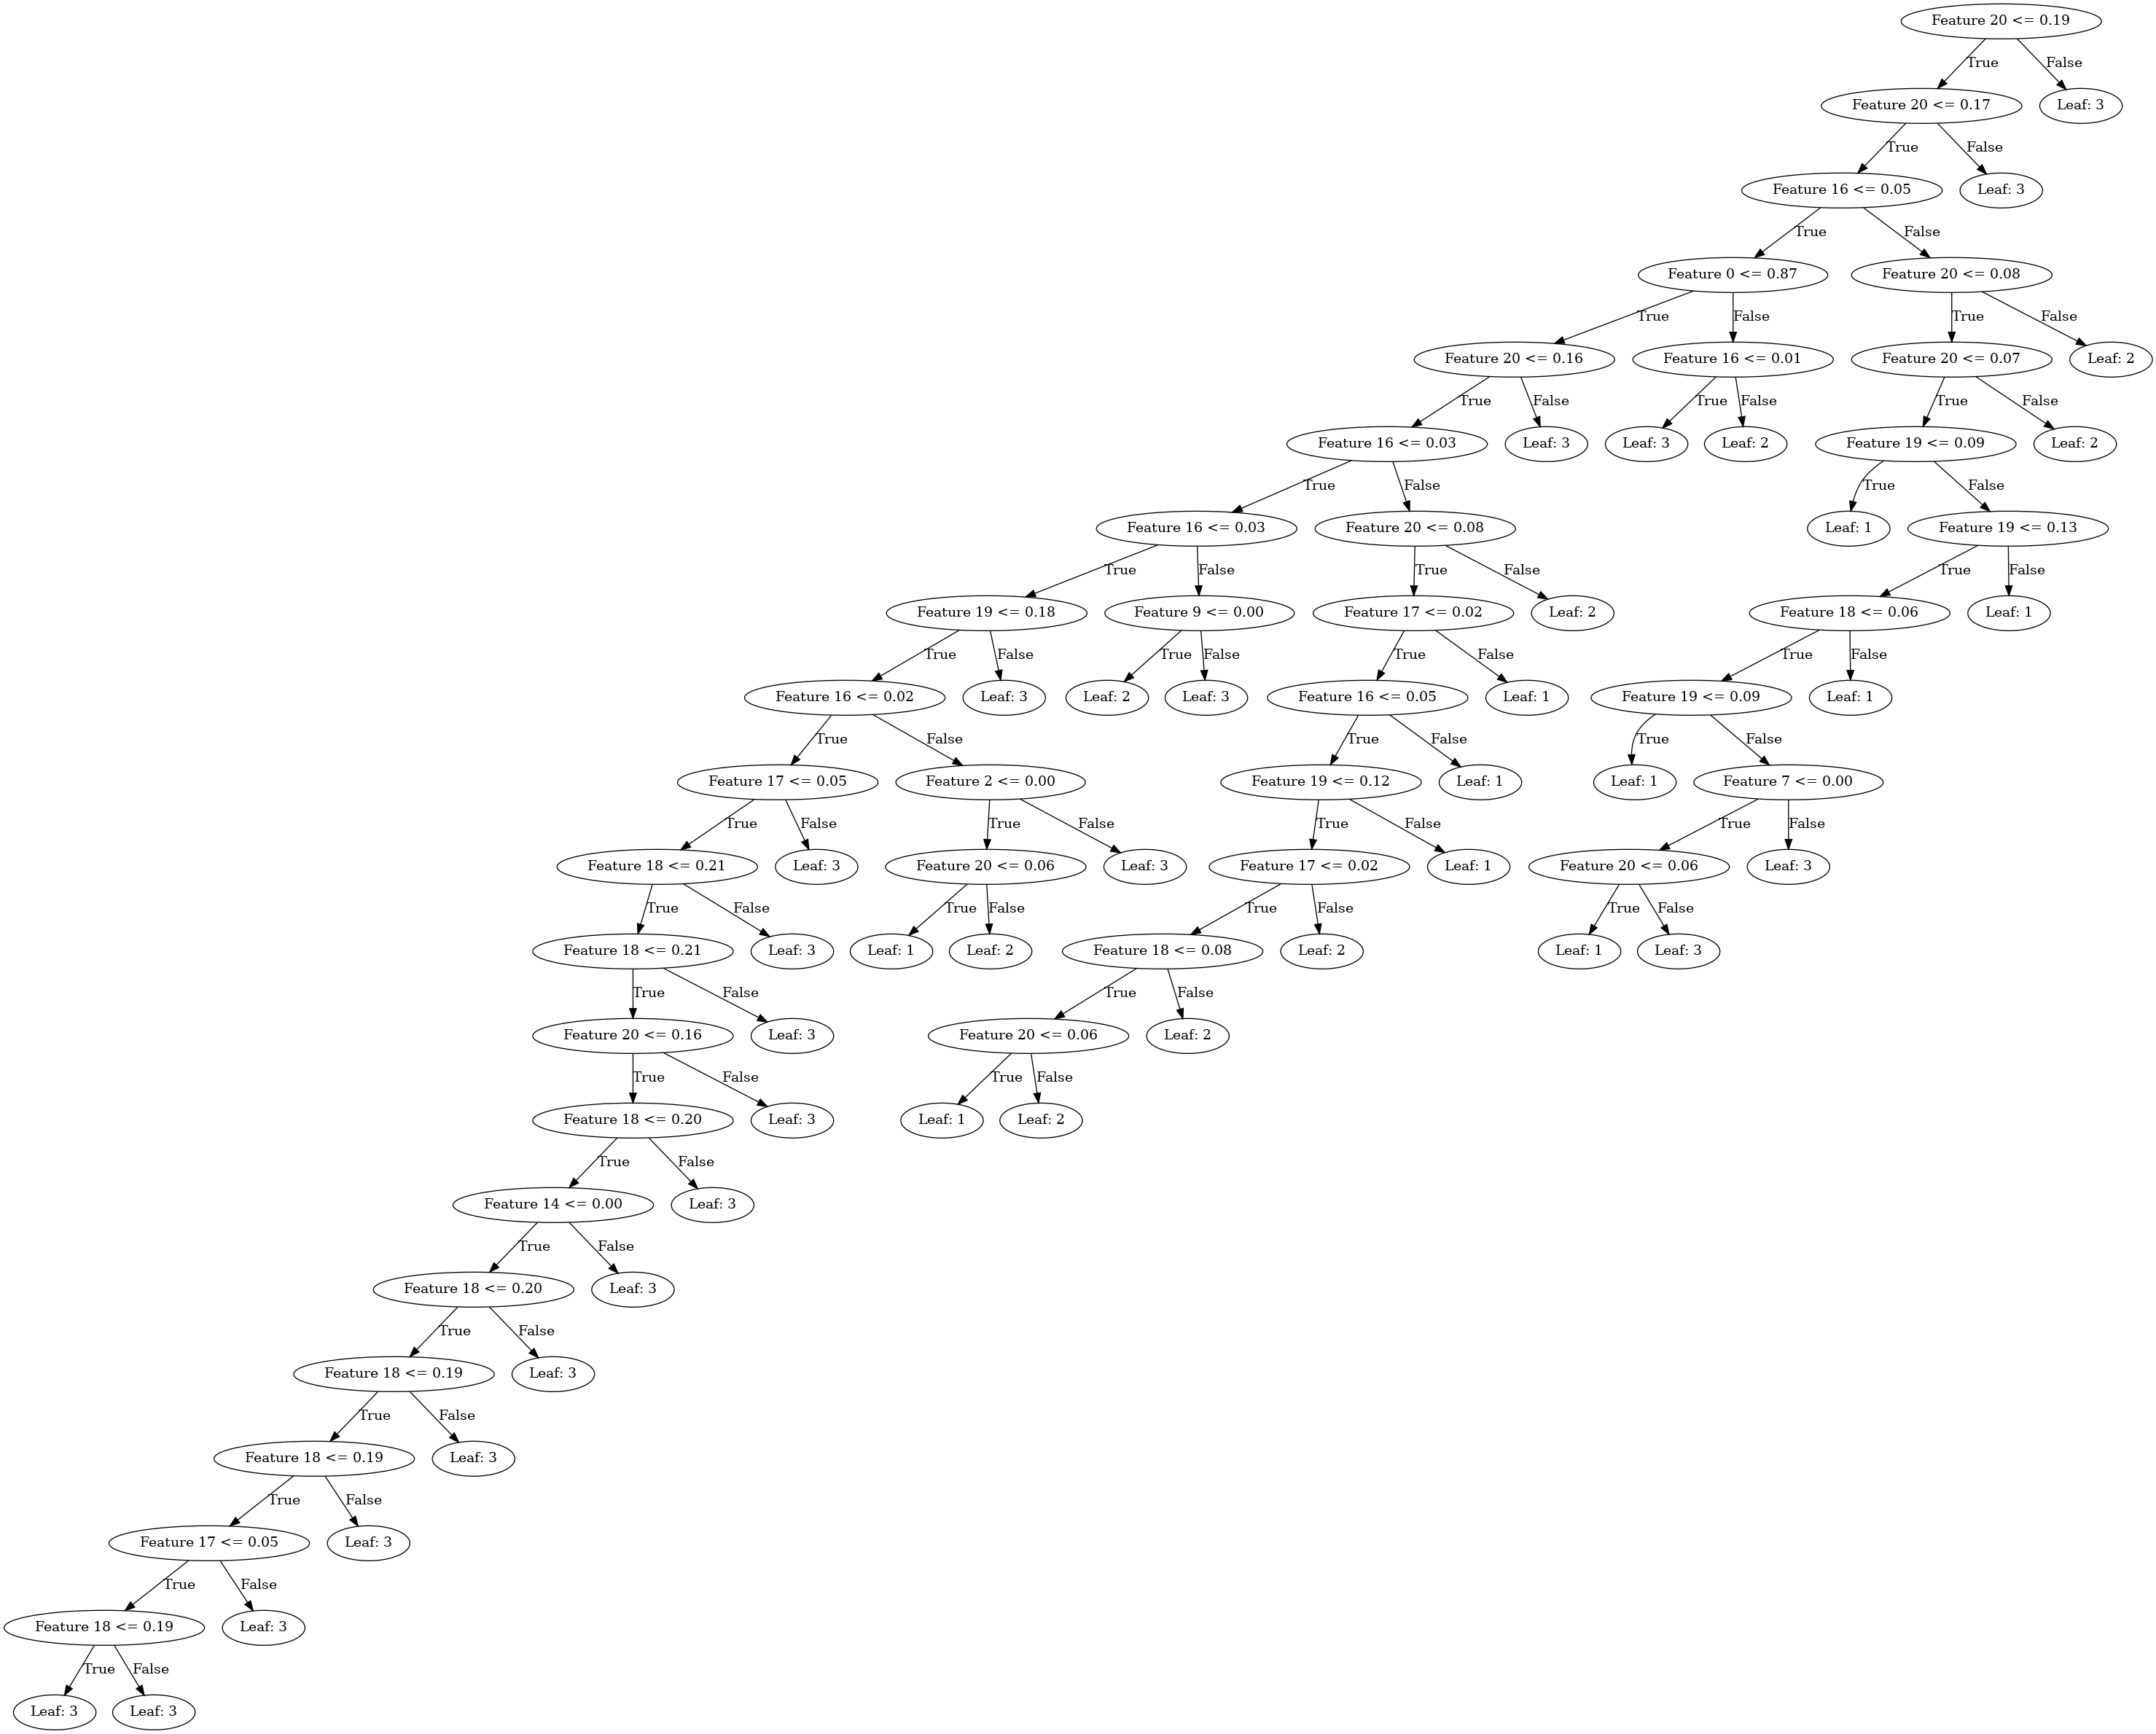 Feature 20 <= 0.19
True
False
Feature 20 <= 0.17
Leaf: 3
True
False
Feature 16 <= 0.05
Leaf: 3
True
False
Feature 0 <= 0.87
Feature 20 <= 0.08
True
False
True
False
Feature 20 <= 0.16
Feature 16 <= 0.01
Feature 20 <= 0.07
Leaf: 2
True
False
True
False
True
False
Feature 16 <= 0.03
Leaf: 3
Leaf: 3
Leaf: 2
Feature 19 <= 0.09
Leaf: 2
True
False
True
False
Feature 16 <= 0.03
Feature 20 <= 0.08
Leaf: 1
Feature 19 <= 0.13
True
False
True
False
True
False
Feature 19 <= 0.18
Feature 9 <= 0.00
Feature 17 <= 0.02
Leaf: 2
Feature 18 <= 0.06
Leaf: 1
True
False
True
False
True
False
True
False
Feature 16 <= 0.02
Leaf: 3
Leaf: 2
Leaf: 3
Feature 16 <= 0.05
Leaf: 1
Feature 19 <= 0.09
Leaf: 1
True
False
True
False
True
False
Feature 17 <= 0.05
Feature 2 <= 0.00
Feature 19 <= 0.12
Leaf: 1
Leaf: 1
Feature 7 <= 0.00
True
False
True
False
True
False
True
False
Feature 18 <= 0.21
Leaf: 3
Feature 20 <= 0.06
Leaf: 3
Feature 17 <= 0.02
Leaf: 1
Feature 20 <= 0.06
Leaf: 3
True
False
True
False
True
False
True
False
Feature 18 <= 0.21
Leaf: 3
Leaf: 1
Leaf: 2
Feature 18 <= 0.08
Leaf: 2
Leaf: 1
Leaf: 3
True
False
True
False
Feature 20 <= 0.16
Leaf: 3
Feature 20 <= 0.06
Leaf: 2
True
False
True
False
Feature 18 <= 0.20
Leaf: 3
Leaf: 1
Leaf: 2
True
False
Feature 14 <= 0.00
Leaf: 3
True
False
Feature 18 <= 0.20
Leaf: 3
True
False
Feature 18 <= 0.19
Leaf: 3
True
False
Feature 18 <= 0.19
Leaf: 3
True
False
Feature 17 <= 0.05
Leaf: 3
True
False
Feature 18 <= 0.19
Leaf: 3
True
False
Leaf: 3
Leaf: 3